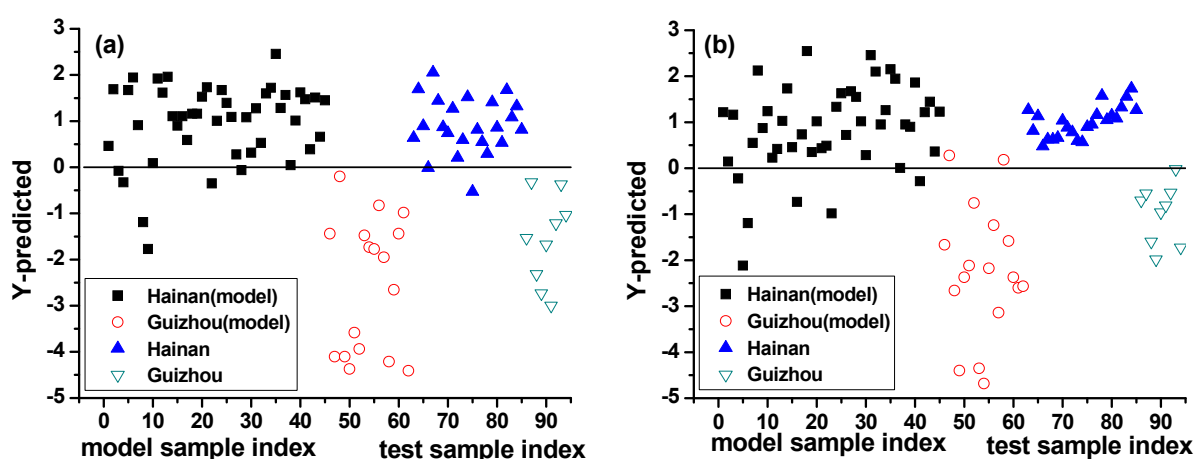 (a)
Y-predicted
3
2
1
0
-1
-2
-3
-4
-5
Hainan(model)
Guizhou(model)
Hainan
Guizhou
0 10 20 30 40 50 60 70 80 90
model sample index test sample index
(b)
Y-predicted
3
2
1
0
-1
-2
-3
-4
-5
Hainan(model)
Guizhou(model)
Hainan
Guizhou
0 10 20 30 40 50 60 70 80 90
model sample index test sample index